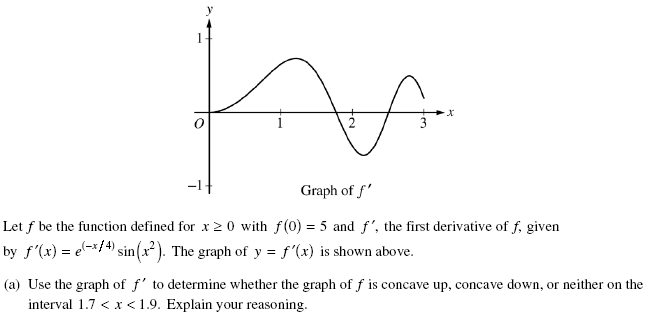 y
1
O
1
2
3
x
−1
Graph of f ′
Let f be the function defined for x ≥ 0 with f(0) = 5 and f ′, the first derivative of f, given
by f ′(x) = e^(−x/4) sin(x²). The graph of y = f ′(x) is shown above.
(a) Use the graph of f ′ to determine whether the graph of f is concave up, concave down, or neither on the
interval 1.7 < x < 1.9. Explain your reasoning.